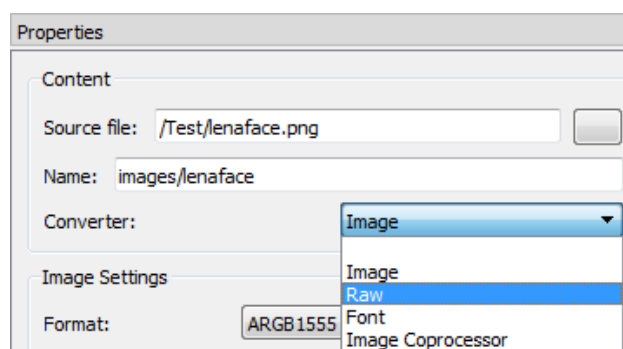 Properties
Content
Source file: /Test/lenaface.png
Name: images/lenaface
Converter: Image
Image
Image Settings
Raw
Format: ARGB1555 Font
Image Coprocessor